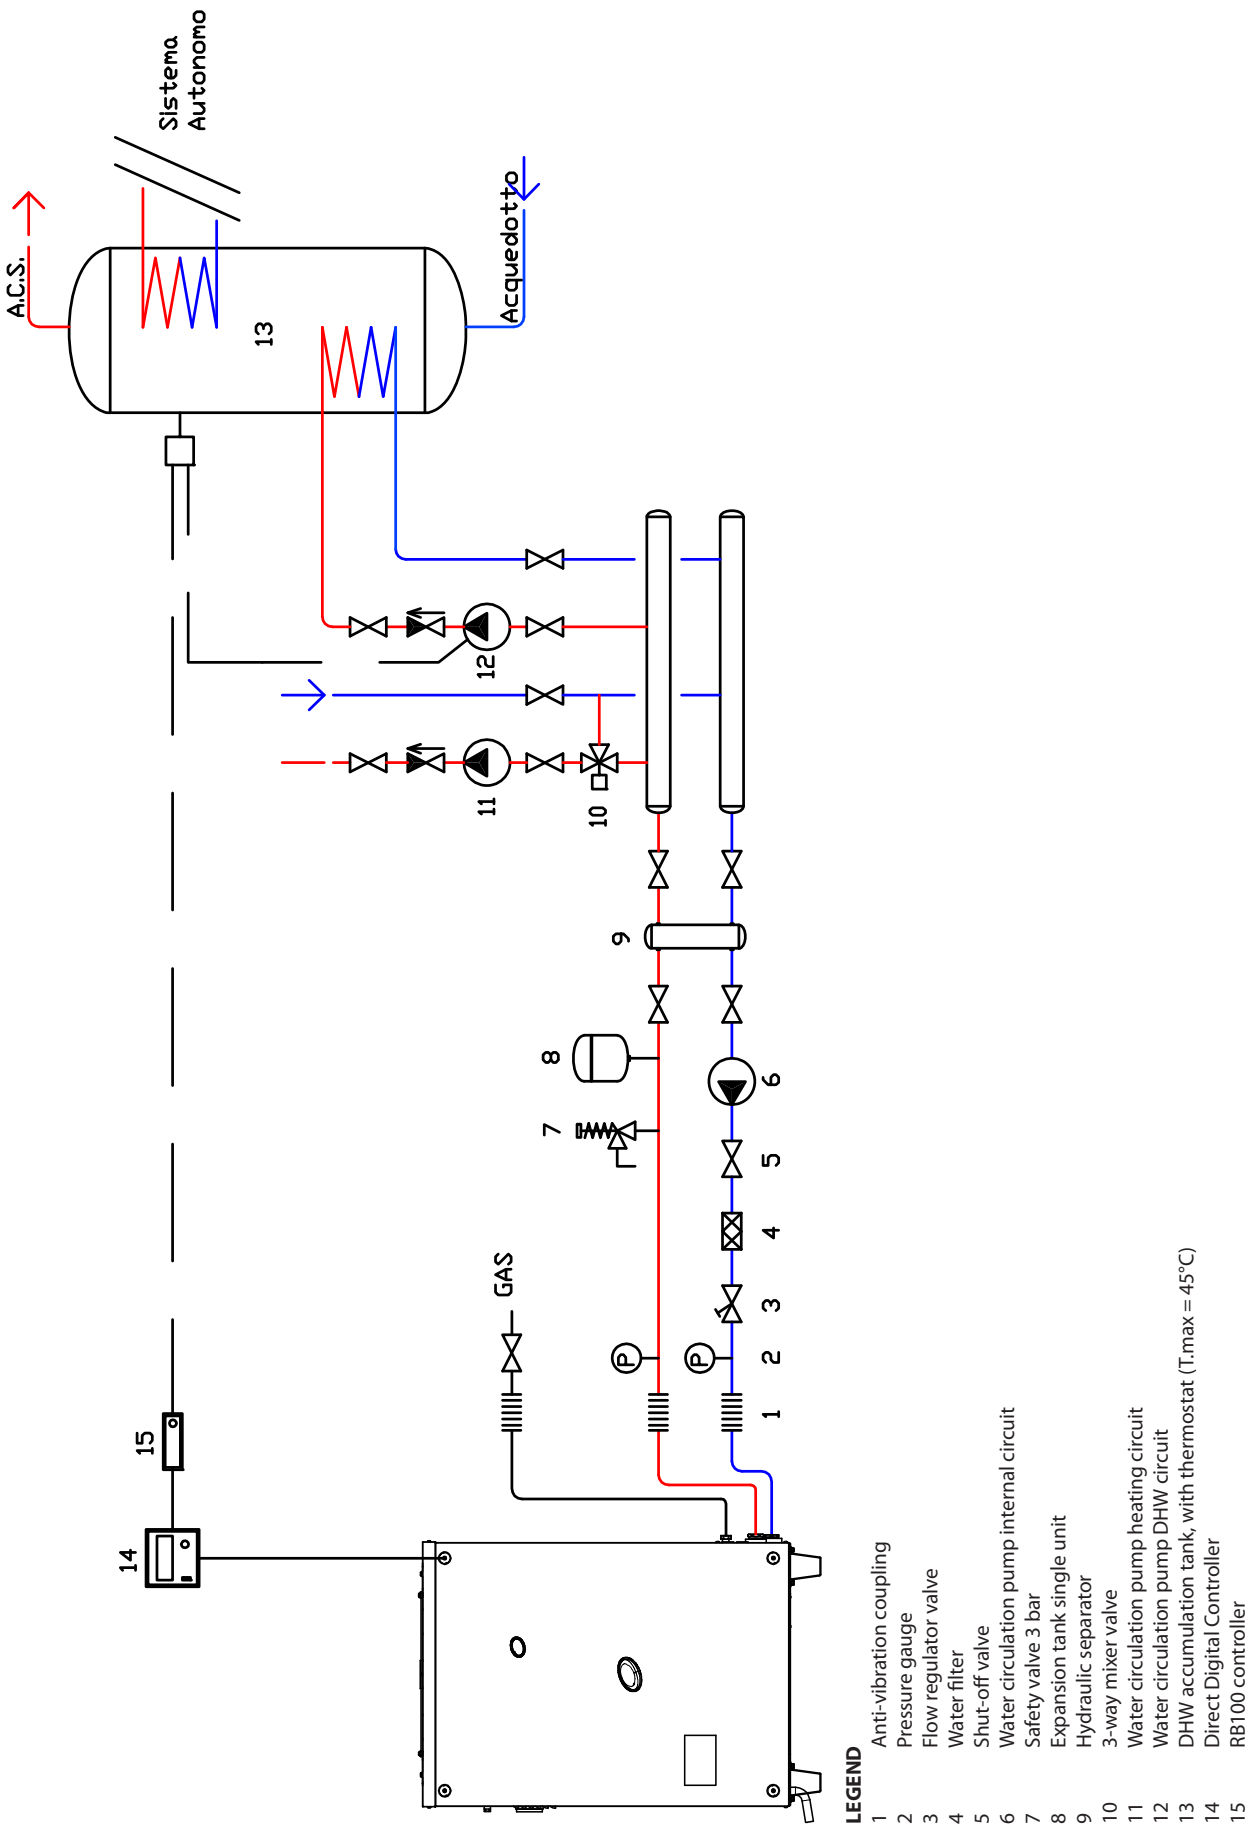 Sistema
Autonomo
A.C.S.
Acquedotto
13
12
11
10
9
8
7
6
5
4
3
2
1
P
P
GAS
15
14
LEGEND
1 Anti-vibration coupling
2 Pressure gauge
3 Flow regulator valve
4 Water filter
5 Shut-off valve
6 Water circulation pump internal circuit
7 Safety valve 3 bar
8 Expansion tank single unit
9 Hydraulic separator
10 3-way mixer valve
11 Water circulation pump heating circuit
12 Water circulation pump DHW circuit
13 DHW accumulation tank, with thermostat (T.max = 45°C)
14 Direct Digital Controller
15 RB100 controller